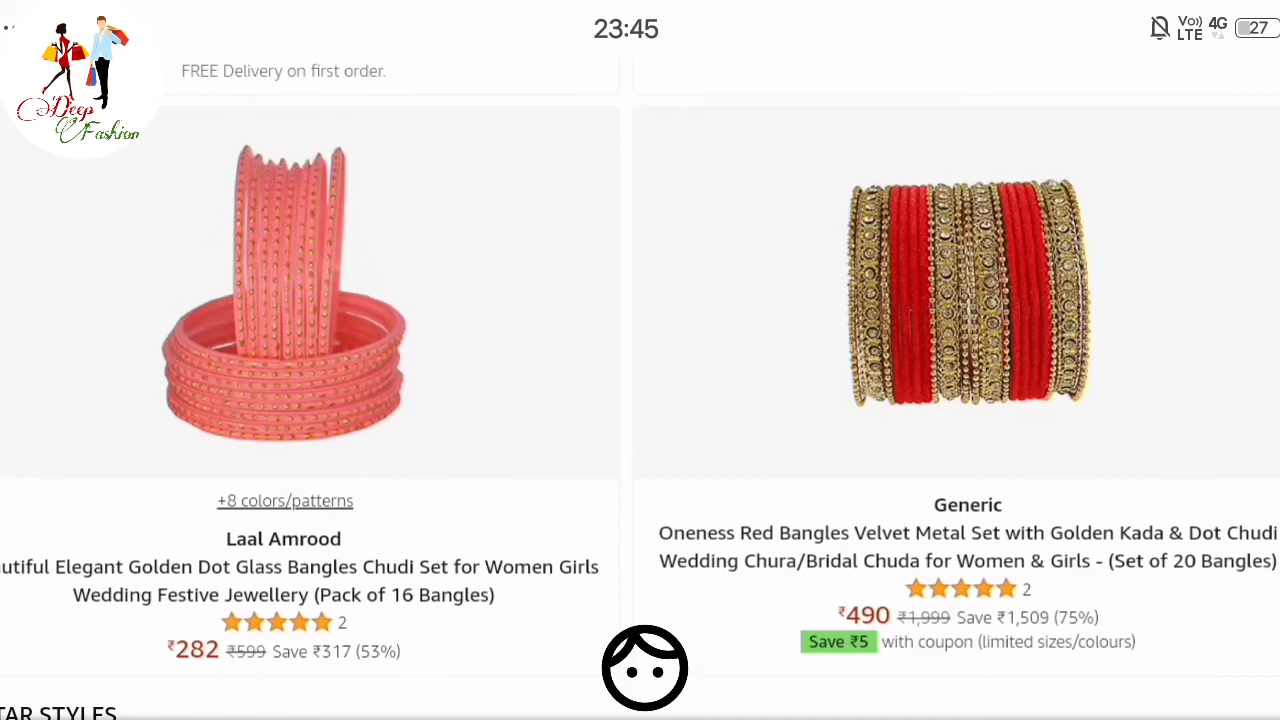 23:45
Vo))
LTE
4G
27
Deep
Fashion
FREE Delivery on first order.
+8 colors/patterns
Laal Amrood
utiful Elegant Golden Dot Glass Bangles Chudi Set for Women Girls
Wedding Festive Jewellery (Pack of 16 Bangles)
2
₹282 ₹599 Save ₹317 (53%)
Generic
Oneness Red Bangles Velvet Metal Set with Golden Kada & Dot Chudi
Wedding Chura/Bridal Chuda for Women & Girls - (Set of 20 Bangles)
2
₹490 ₹1,999 Save ₹1,509 (75%)
Save ₹5 with coupon (limited sizes/colours)
TAR STYLES